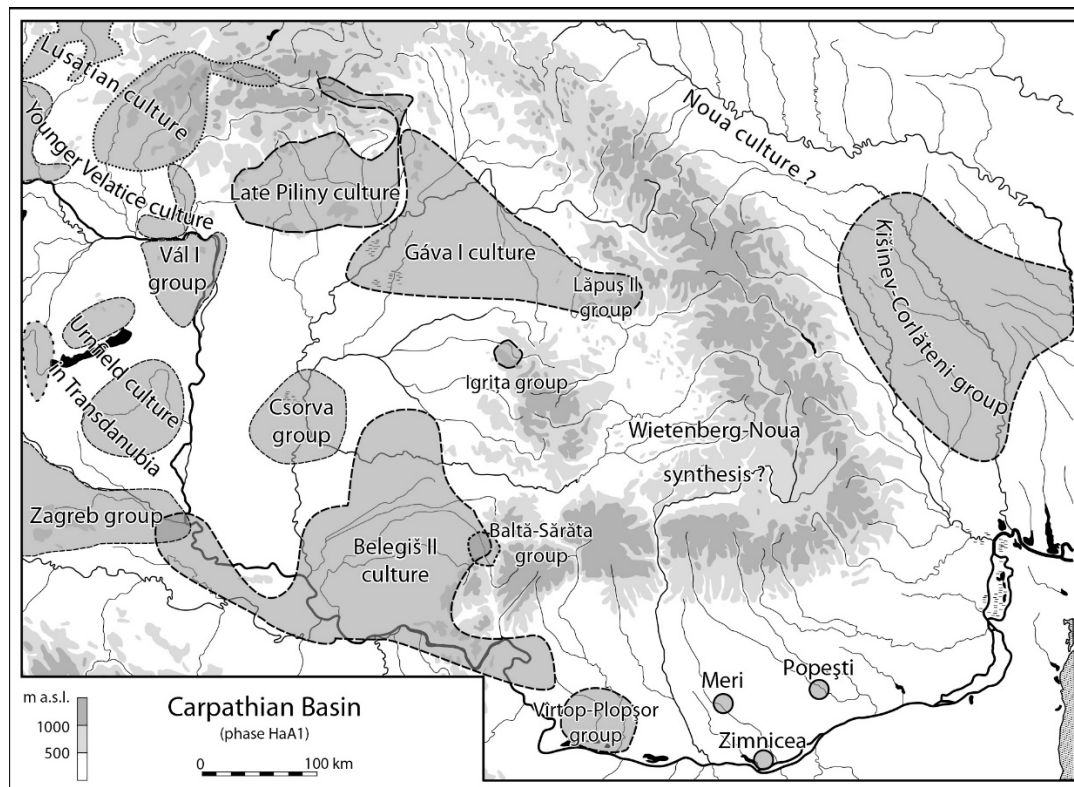 Lusatian culture
Younger Velatice culture
Noua culture ?
Late Piliny culture
Kišinev-Corlăteni group
Vál I
group
Gáva I culture
Lăpuş II
group
Urnfield culture
in Transdanubia
Igrița group
Csorva
group
Wietenberg-Noua
synthesis ?
Zagreb group
Belegiš II
culture
Baltă-Sărăta
group
m a.s.l.
1000
500
Carpathian Basin
(phase HaA1)
0 100 km
Vîrtop-Plopşor
group
Meri
Popeşti
Zimnicea